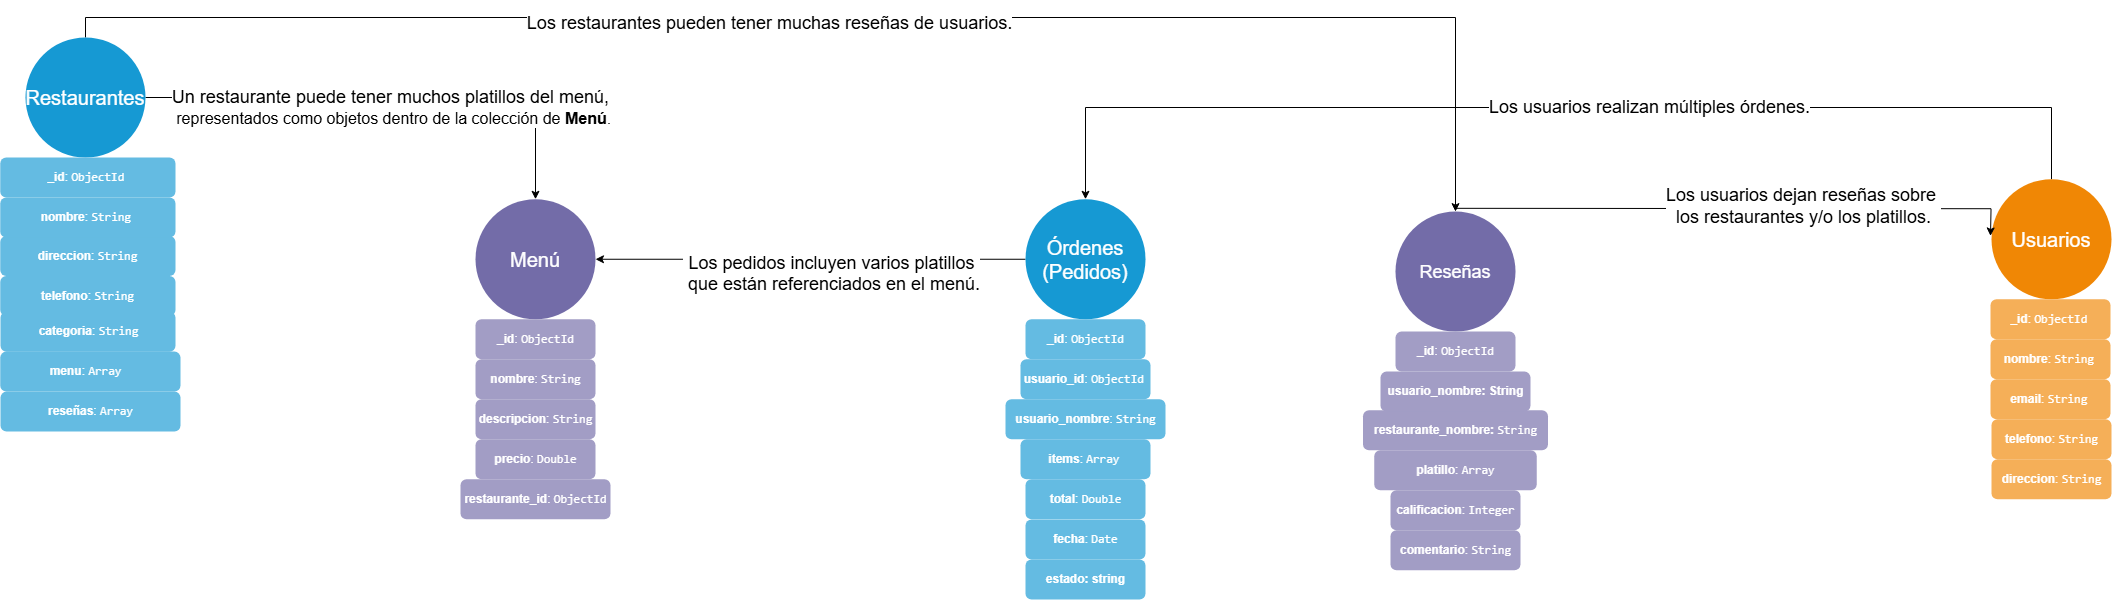 Los restaurantes pueden tener muchas reseñas de usuarios.
Restaurantes
Un restaurante puede tener muchos platillos del menú,
representados como objetos dentro de la colección de Menú.
_id: ObjectId
nombre: String
direccion: String
telefono: String
categoria: String
menu: Array
reseñas: Array
Menú
_id: ObjectId
nombre: String
descripcion: String
precio: Double
restaurante_id: ObjectId
Los pedidos incluyen varios platillos
que están referenciados en el menú.
Órdenes
(Pedidos)
_id: ObjectId
usuario_id: ObjectId
usuario_nombre: String
items: Array
total: Double
fecha: Date
estado: string
Los usuarios realizan múltiples órdenes.
Reseñas
_id: ObjectId
usuario_nombre: String
restaurante_nombre: String
platillo: Array
calificacion: Integer
comentario: String
Los usuarios dejan reseñas sobre
los restaurantes y/o los platillos.
Usuarios
_id: ObjectId
nombre: String
email: String
telefono: String
direccion: String